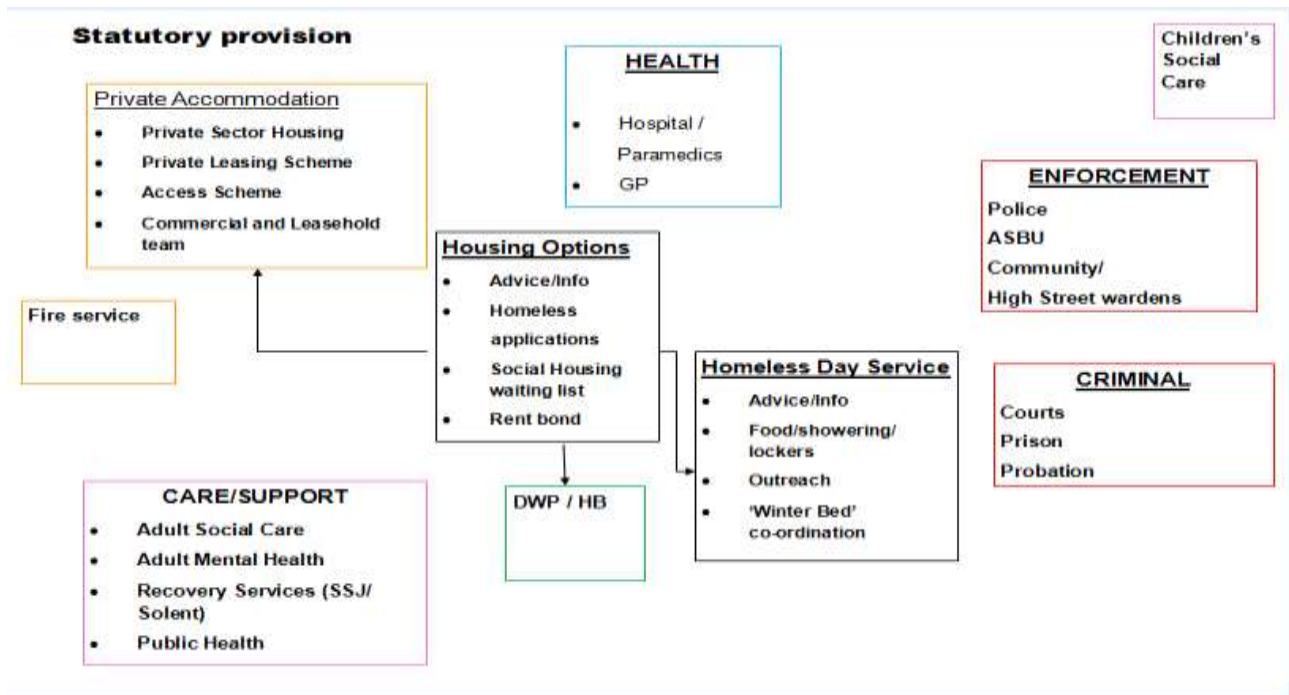 Statutory provision
Private Accommodation
• Private Sector Housing
• Private Leasing Scheme
• Access Scheme
• Commercial and Leasehold
team
HEALTH
• Hospital /
Paramedics
• GP
Children's
Social
Care
ENFORCEMENT
Police
ASBU
Community/
High Street wardens
Housing Options
• Advice/Info
• Homeless
applications
• Social Housing
waiting list
• Rent bond
Fire service
Homeless Day Service
• Advice/Info
• Food/showering/
lockers
• Outreach
• ‘Winter Bed’
co-ordination
CRIMINAL
Courts
Prison
Probation
CARE/SUPPORT
• Adult Social Care
• Adult Mental Health
• Recovery Services (SSJ/
Solent)
• Public Health
DWP / HB